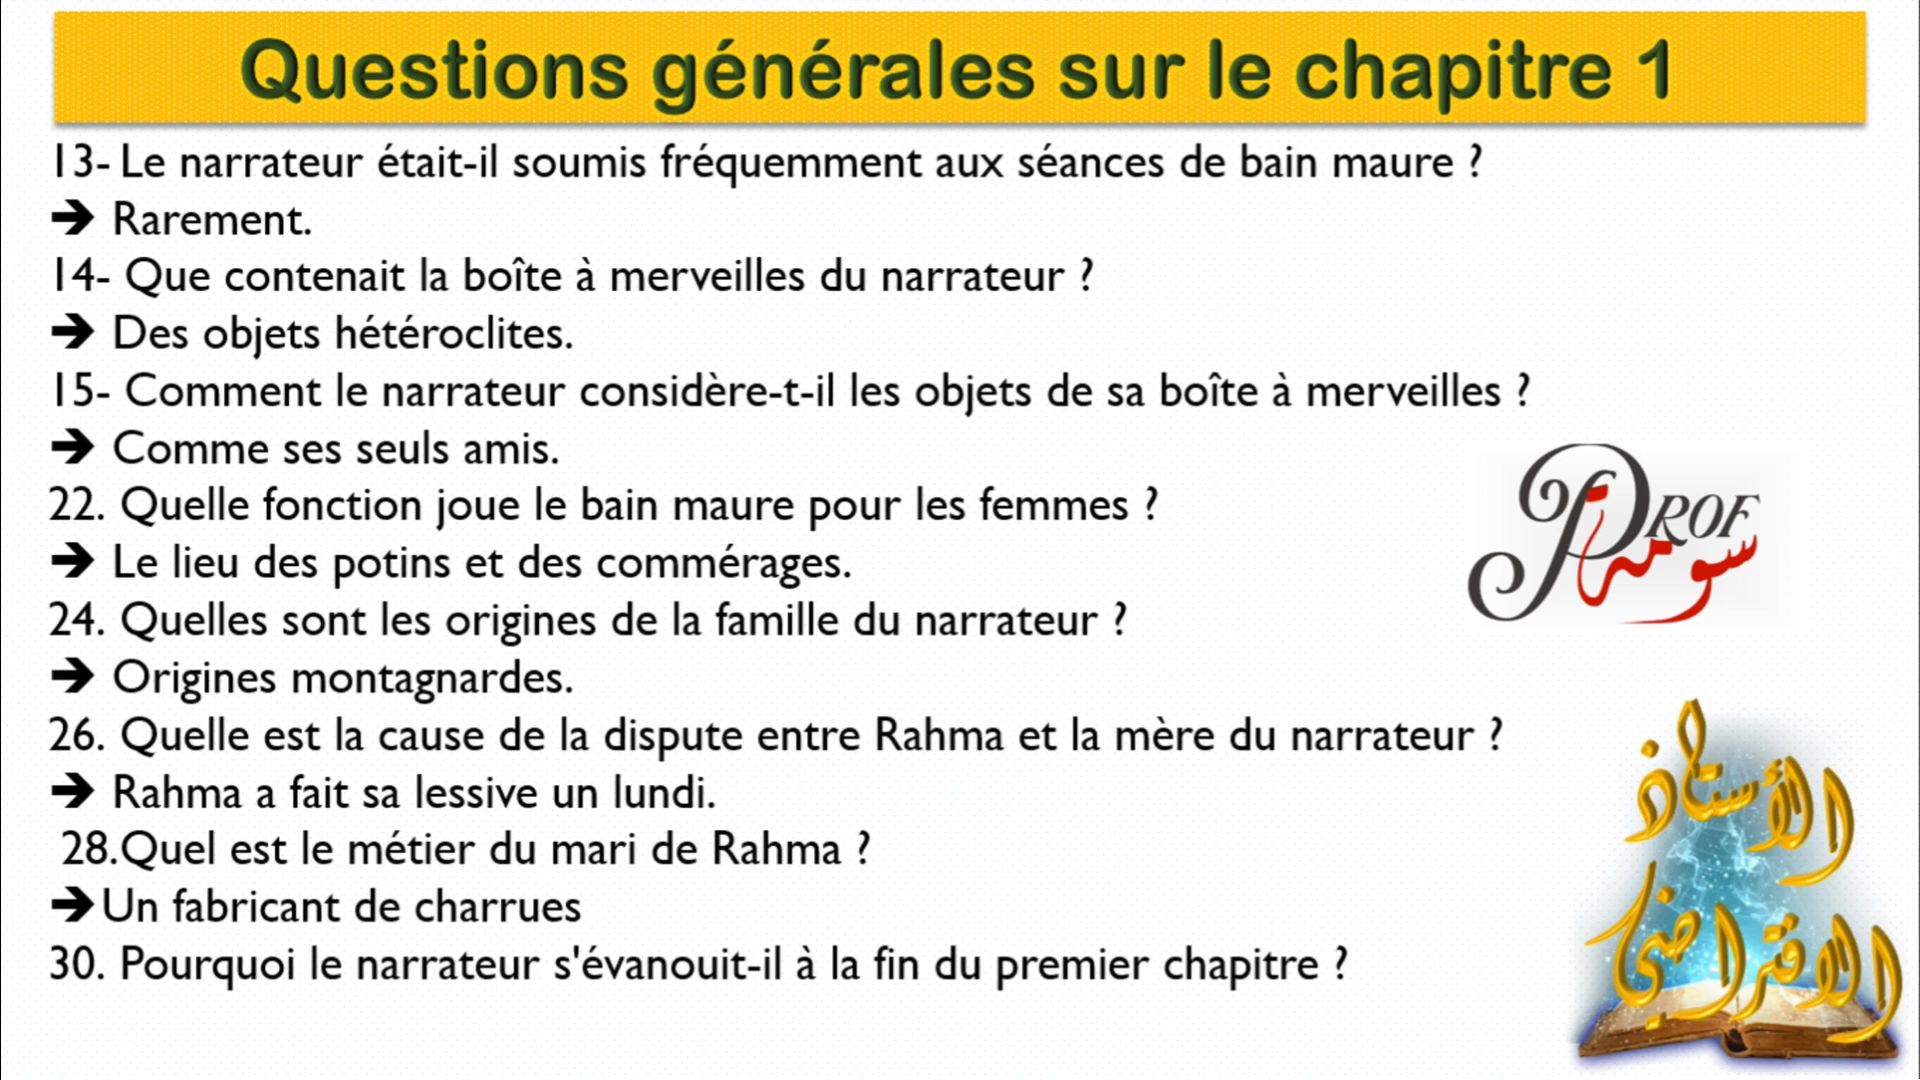 Questions générales sur le chapitre 1
13- Le narrateur était-il soumis fréquemment aux séances de bain maure ?
➔ Rarement.
14- Que contenait la boîte à merveilles du narrateur ?
➔ Des objets hétéroclites.
15- Comment le narrateur considère-t-il les objets de sa boîte à merveilles ?
➔ Comme ses seuls amis.
22. Quelle fonction joue le bain maure pour les femmes ?
➔ Le lieu des potins et des commérages.
24. Quelles sont les origines de la famille du narrateur ?
➔ Origines montagnardes.
26. Quelle est la cause de la dispute entre Rahma et la mère du narrateur ?
➔ Rahma a fait sa lessive un lundi.
28.Quel est le métier du mari de Rahma ?
➔Un fabricant de charrues
30. Pourquoi le narrateur s'évanouit-il à la fin du premier chapitre ?
PROF
سومية
الأستاذ
الافتراضي